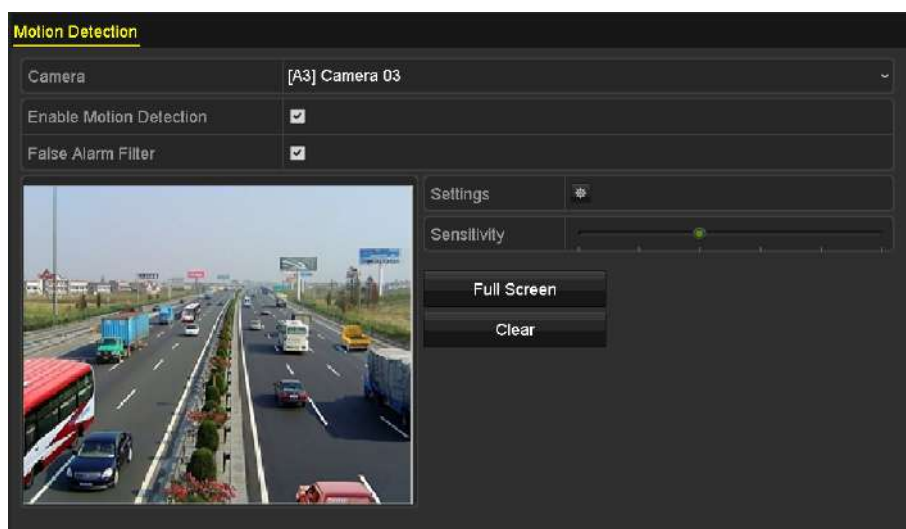 Motion Detection
Camera [A3] Camera 03
Enable Motion Detection
False Alarm Filter
Settings
Sensitivity
Full Screen
Clear